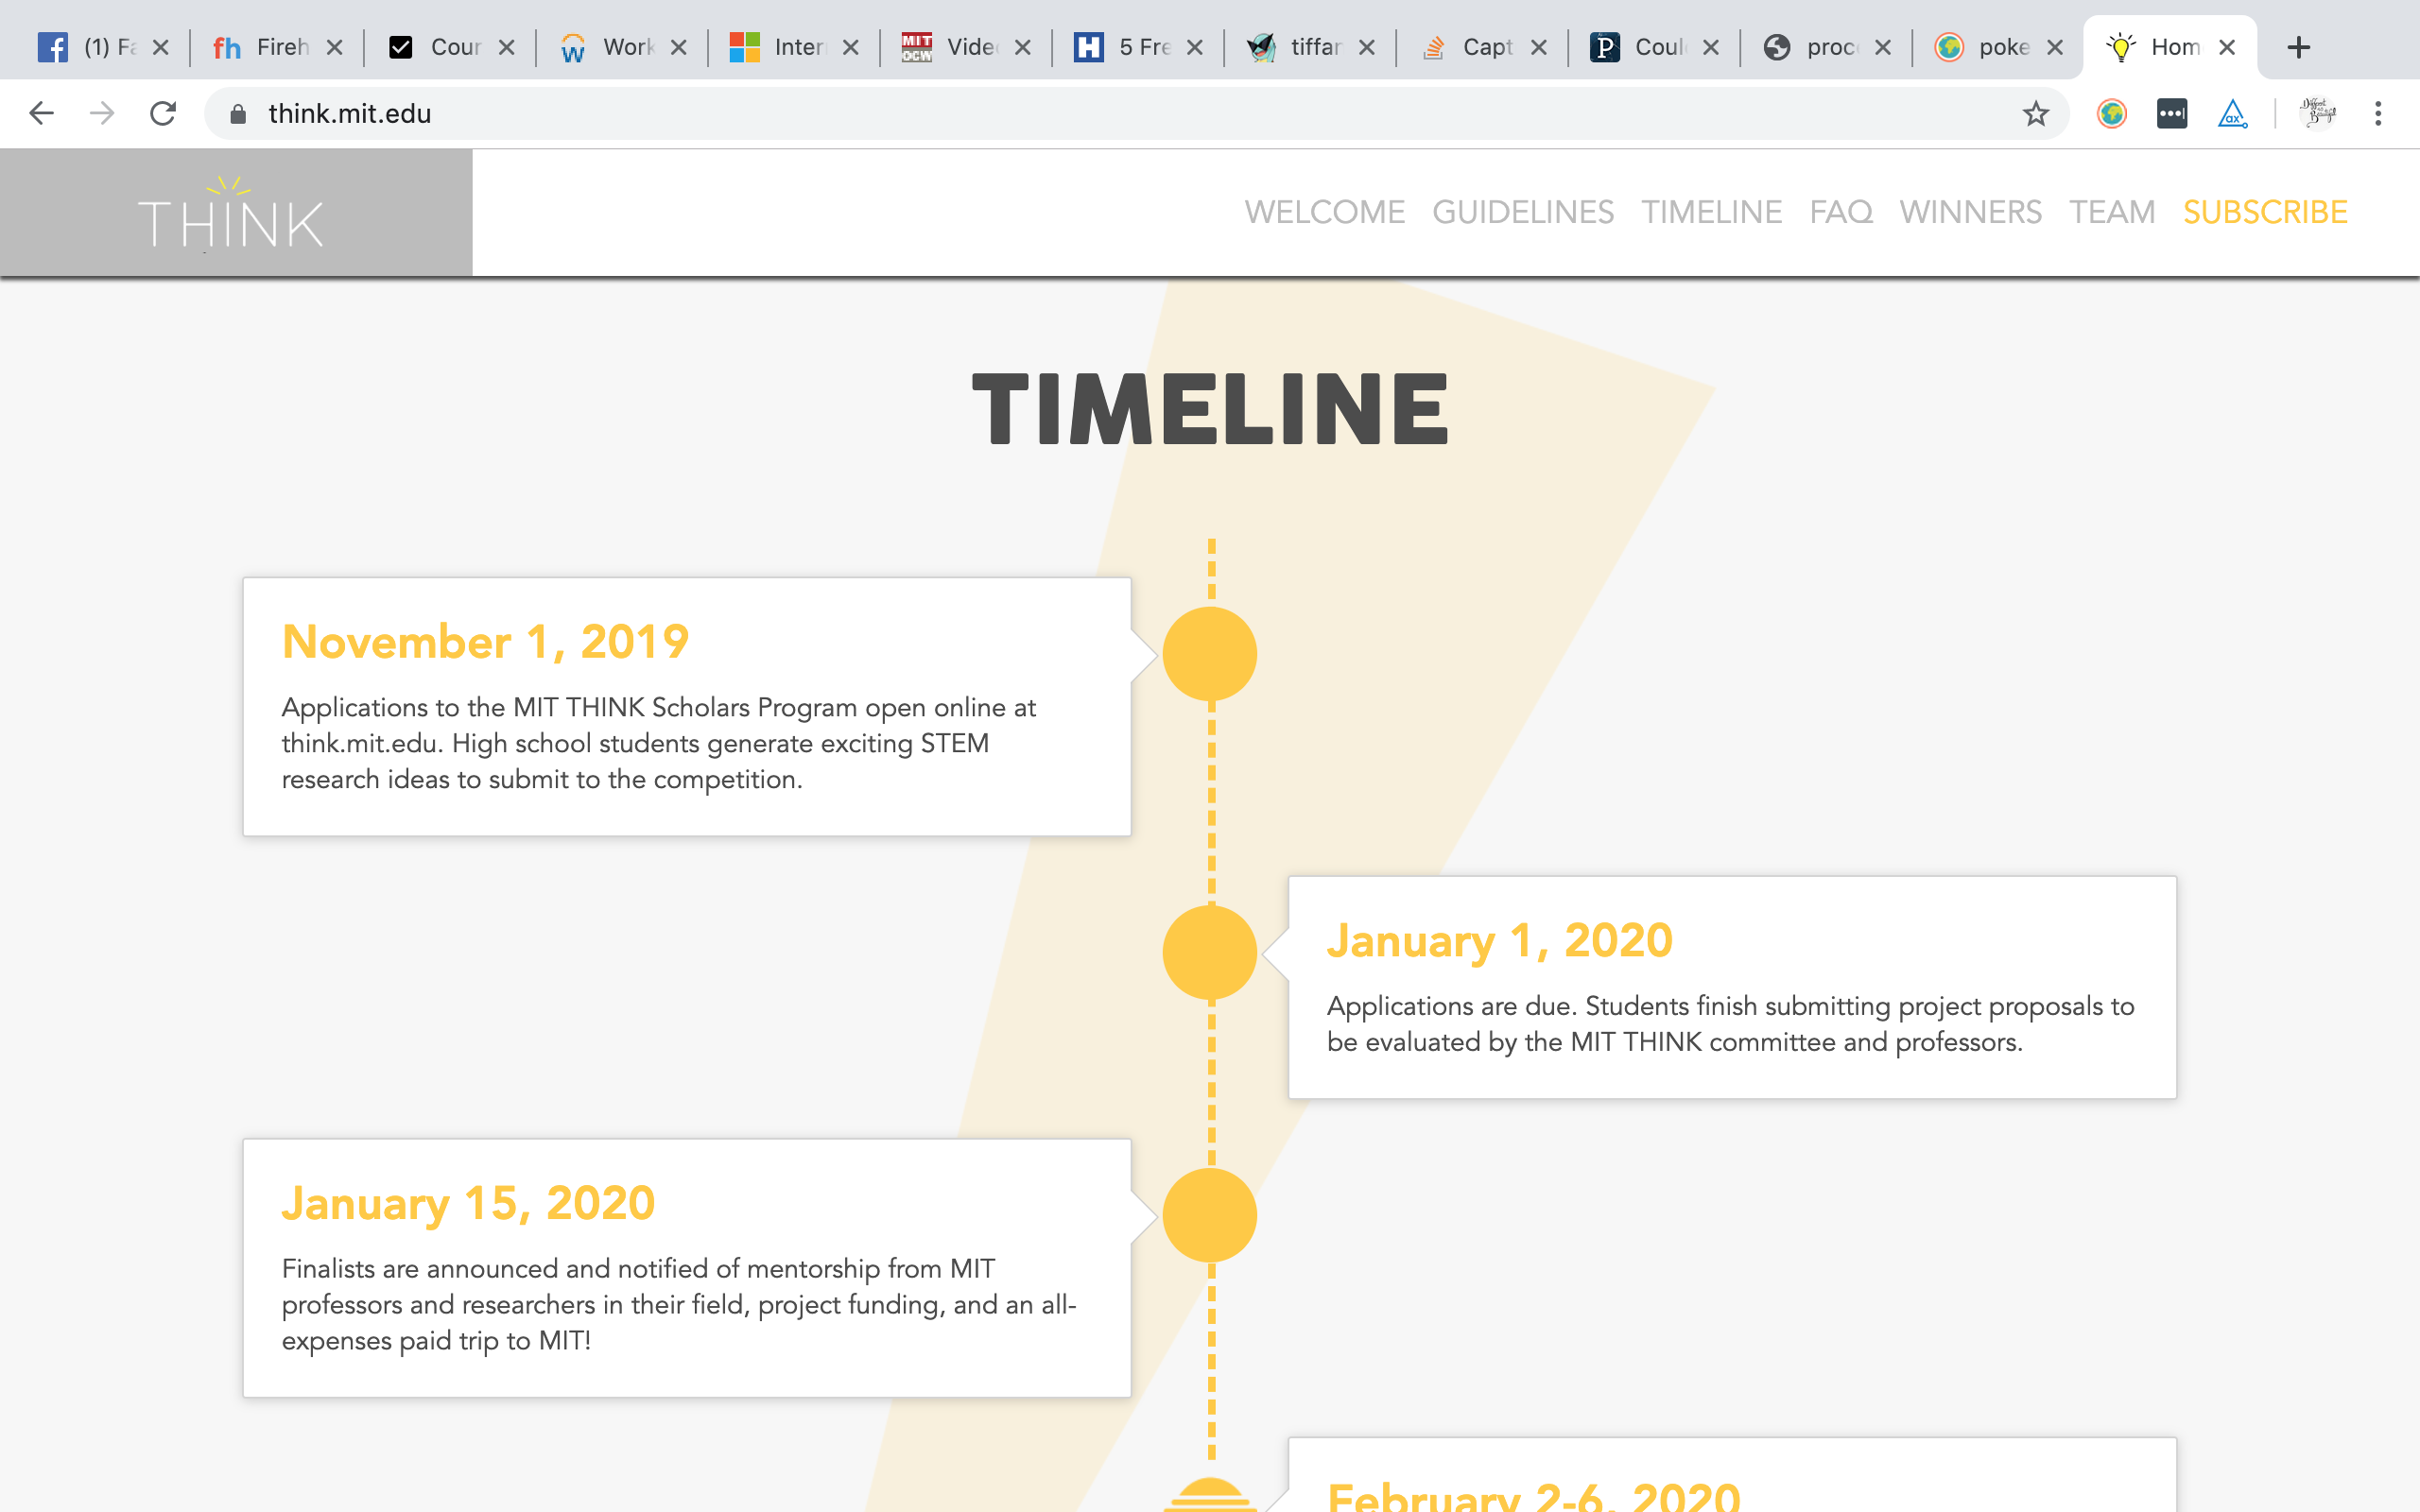 (1) Fa
Fireh
Cour
Work
Inter
Vide
5 Fre
tiffar
Capt
Coul
proc
poke
Hom
think.mit.edu
THINK
WELCOME GUIDELINES TIMELINE FAQ WINNERS TEAM SUBSCRIBE
TIMELINE
November 1, 2019
Applications to the MIT THINK Scholars Program open online at
think.mit.edu. High school students generate exciting STEM
research ideas to submit to the competition.
January 1, 2020
Applications are due. Students finish submitting project proposals to
be evaluated by the MIT THINK committee and professors.
January 15, 2020
Finalists are announced and notified of mentorship from MIT
professors and researchers in their field, project funding, and an all-
expenses paid trip to MIT!
February 2-6, 2020